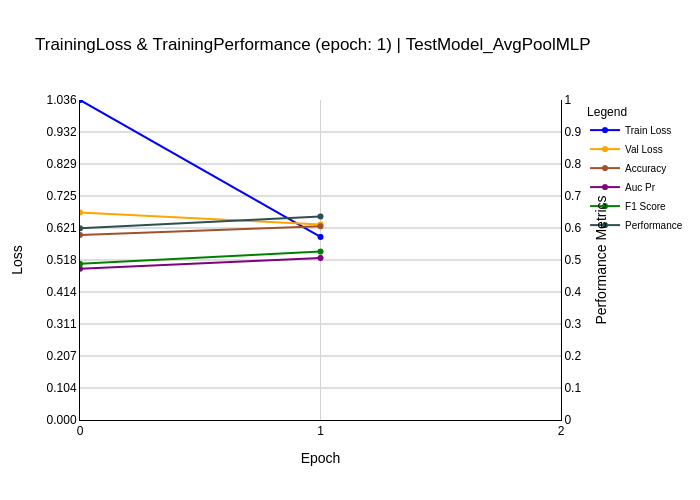 TrainingLoss & TrainingPerformance (epoch: 1) | TestModel_AvgPoolMLP
1.036
0.932
0.829
0.725
0.621
0.518
0.414
0.311
0.207
0.104
0.000
Loss
0
1
2
Epoch
1
0.9
0.8
0.7
0.6
0.5
0.4
0.3
0.2
0.1
0
Performance Metrics
Legend
Train Loss
Val Loss
Accuracy
Auc Pr
F1 Score
Performance